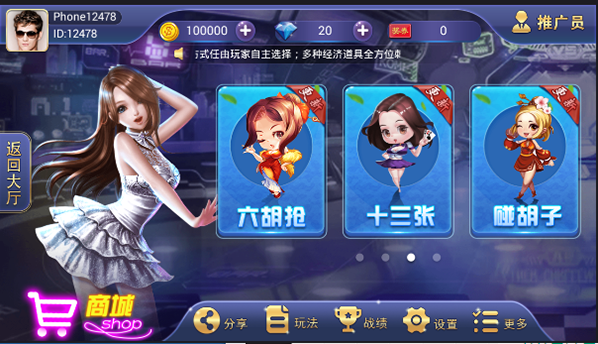 Phone12478
ID:12478
100000
20
奖券
0
推广员
式任由玩家自主选择；多种经济道具全方位
返回大厅
六胡抢
十三张
碰胡子
商城
shop
分享
玩法
战绩
设置
更多